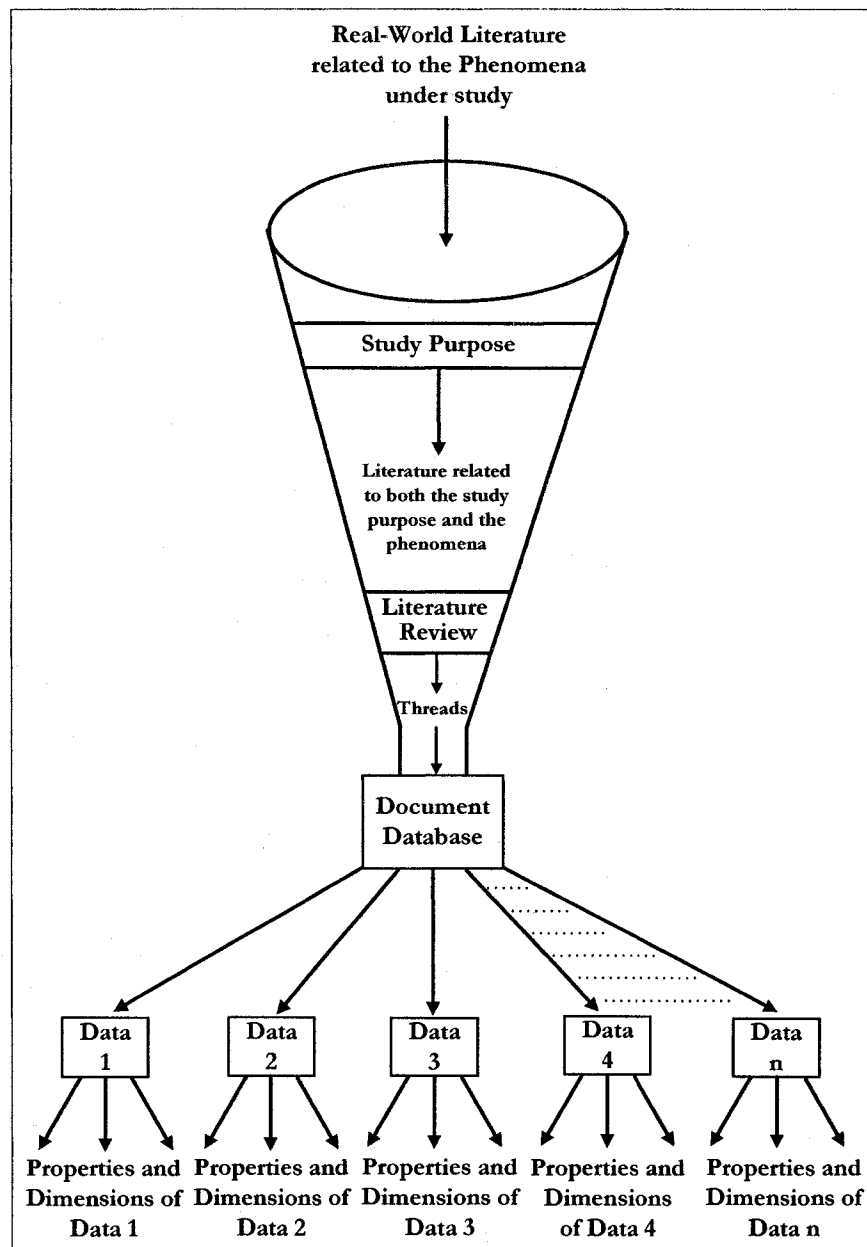 Real-World Literature
related to the Phenomena
under study
Study Purpose
Literature related
to both the study
purpose and the
phenomena
Literature
Review
Threads
Document
Database
Data
1
Data
2
Data
3
Data
4
Data
n
Properties and
Dimensions of
Data 1
Properties and
Dimensions of
Data 2
Properties and
Dimensions of
Data 3
Properties and
Dimensions
of Data 4
Properties and
Dimensions of
Data n